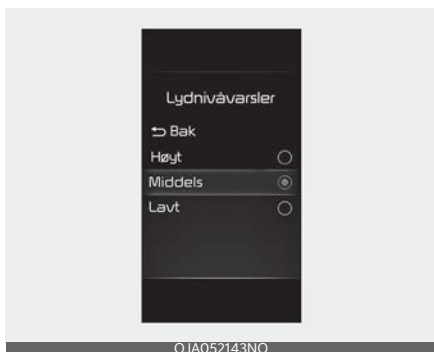 Lydnivåvarsler
⮌ Bak
Høyt
Middels
Lavt
OJA052143NO